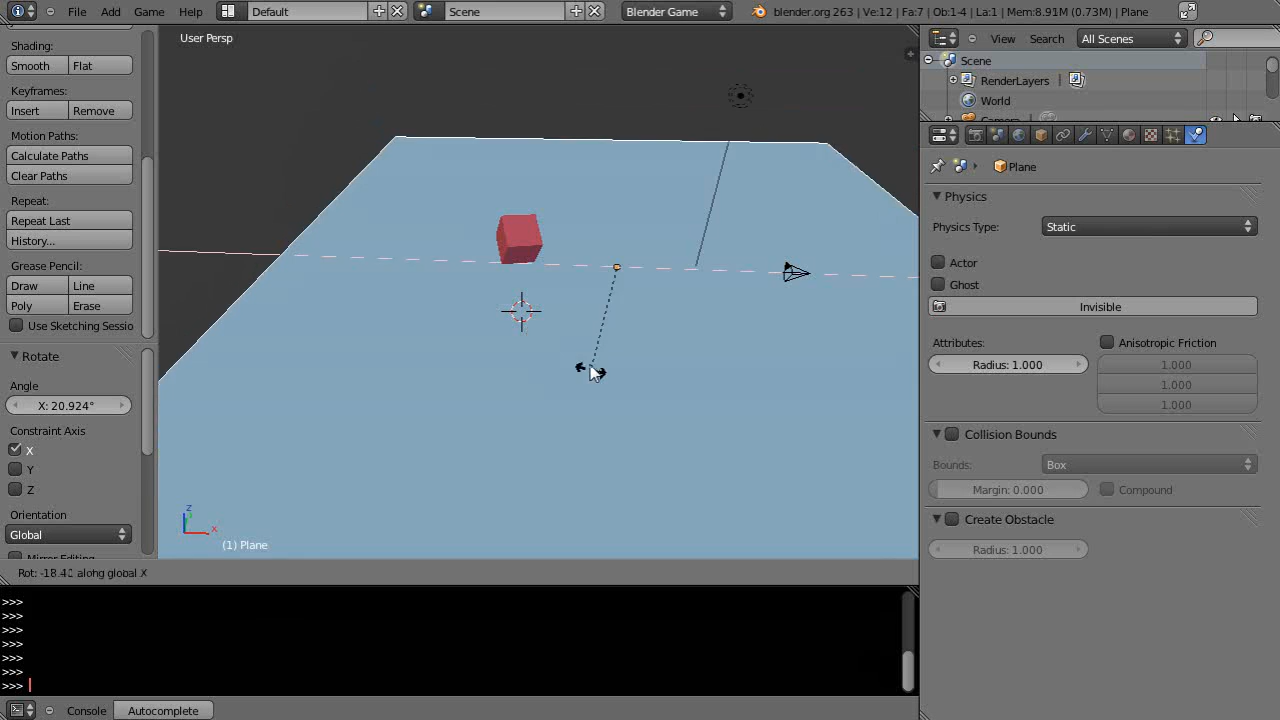 File Add Game Help Default Scene Blender Game blender.org 263 | Ve:12 | Fa:7 | Ob:1-4 | La:1 | Mem:8.91M (0.73M) | Plane
Shading:
Smooth Flat
Keyframes:
Insert Remove
Motion Paths:
Calculate Paths
Clear Paths
Repeat:
Repeat Last
History...
Grease Pencil:
Draw Line
Poly Erase
Use Sketching Sessio
Rotate
Angle
X: 20.924°
Constraint Axis
X
Y
Z
Orientation
Global
User Persp
z
x
(1) Plane
Rot: -18.40 along global X
>>>
>>>
>>>
>>>
>>>
>>>
>>>
Console Autocomplete
View Search All Scenes
Scene
RenderLayers |
World
Plane
Physics
Physics Type: Static
Actor
Ghost
Invisible
Attributes: Anisotropic Friction
Radius: 1.000 1.000
1.000
1.000
Collision Bounds
Bounds: Box
Margin: 0.000 Compound
Create Obstacle
Radius: 1.000